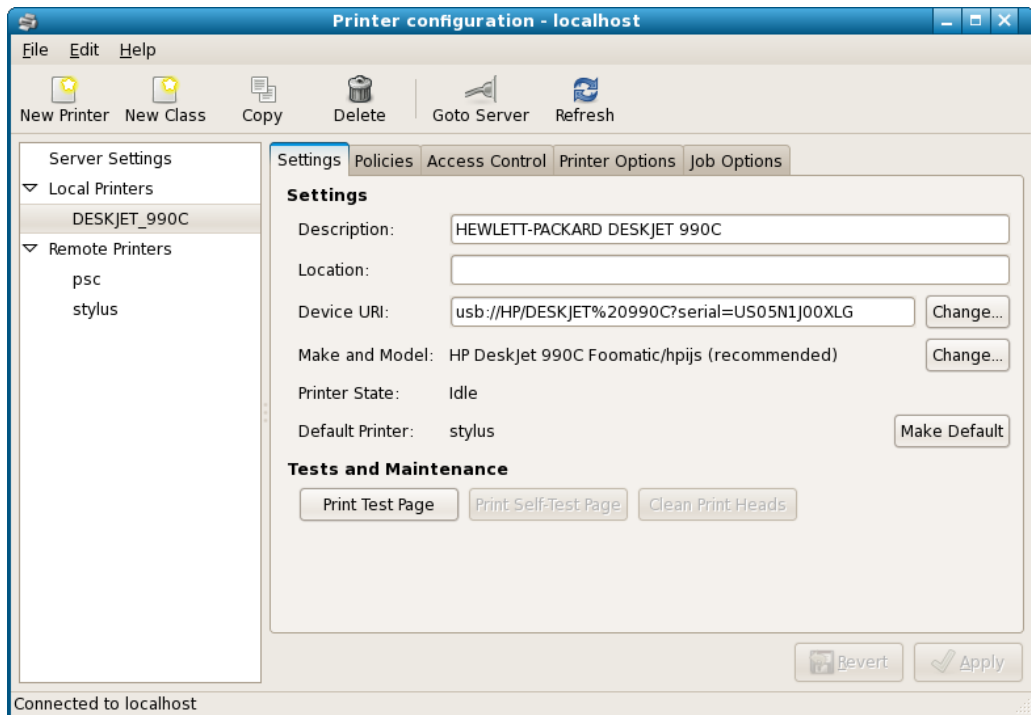 Printer configuration - localhost
File Edit Help
New Printer New Class Copy Delete Goto Server Refresh
Server Settings
Local Printers
DESKJET_990C
Remote Printers
psc
stylus
Settings Policies Access Control Printer Options Job Options
Settings
Description: HEWLETT-PACKARD DESKJET 990C
Location:
Device URI: usb://HP/DESKJET%20990C?serial=US05N1J00XLG Change...
Make and Model: HP DeskJet 990C Foomatic/hpijs (recommended) Change...
Printer State: Idle
Default Printer: stylus Make Default
Tests and Maintenance
Print Test Page Print Self-Test Page Clean Print Heads
Revert Apply
Connected to localhost